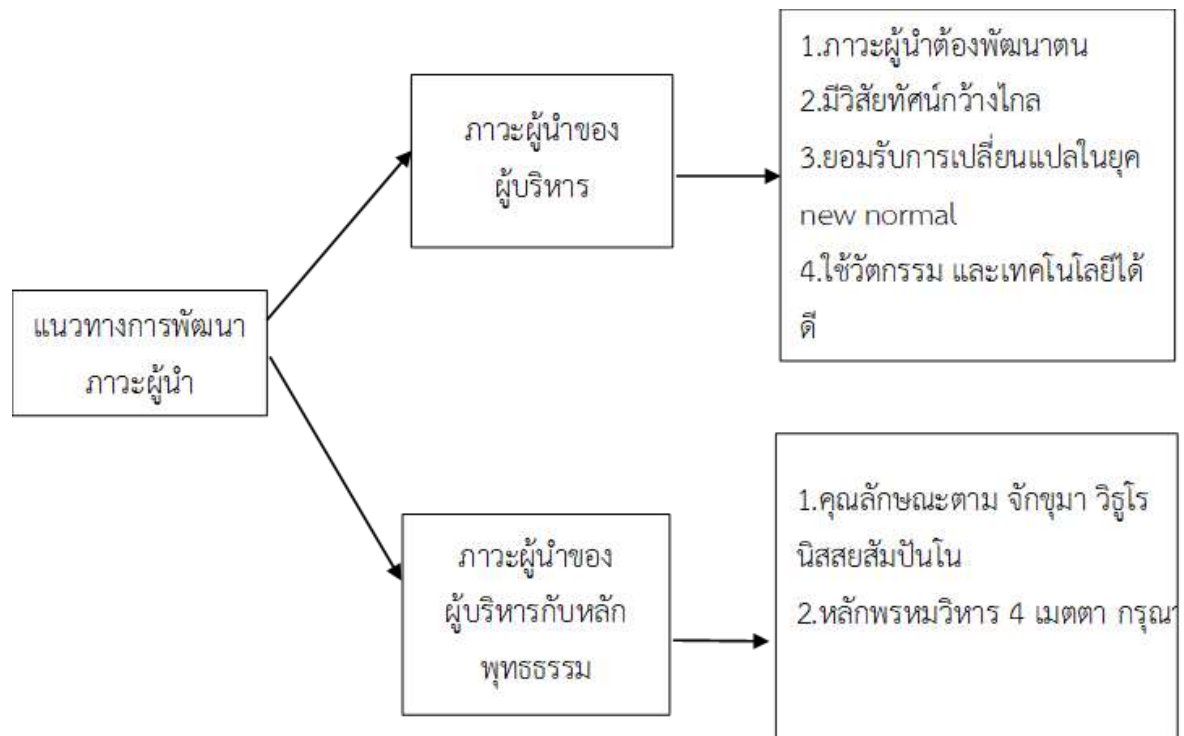 แนวทางการพัฒนา
ภาวะผู้นำ
ภาวะผู้นำของ
ผู้บริหาร
1.ภาวะผู้นำต้องพัฒนาตน
2.มีวิสัยทัศน์กว้างไกล
3.ยอมรับการเปลี่ยนแปลในยุค
new normal
4.ใช้วัตกรรม และเทคโนโลยีได้
ดี
ภาวะผู้นำของ
ผู้บริหารกับหลัก
พุทธธรรม
1.คุณลักษณะตาม จักขุมา วิธูโร
นิสสยสัมปันโน
2.หลักพรหมวิหาร 4 เมตตา กรุณา